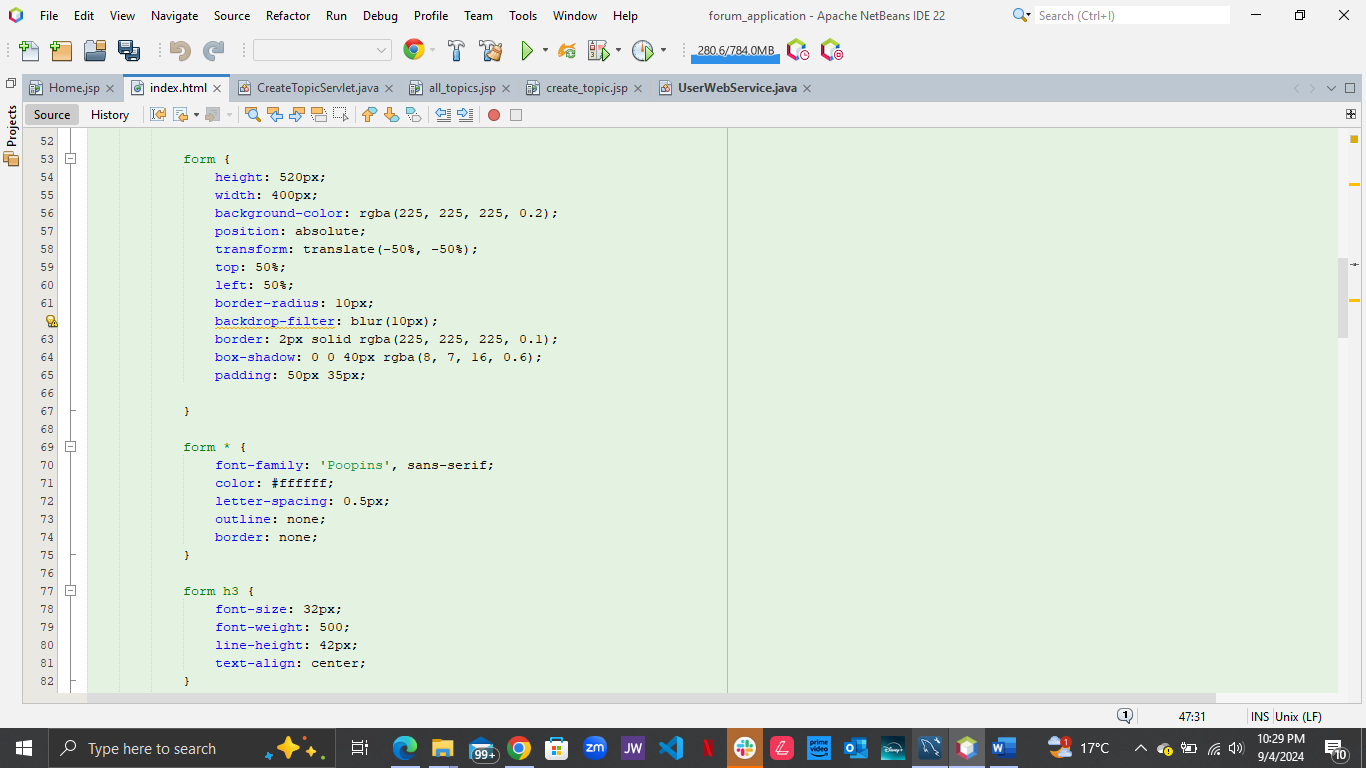 File Edit View Navigate Source Refactor Run Debug Profile Team Tools Window Help forum_application - Apache NetBeans IDE 22 Search (Ctrl+I)
280.6/784.0MB
Home.jsp index.html CreateTopicServlet.java all_topics.jsp create_topic.jsp UserWebService.java
Projects
Source History
52
53 form {
54 height: 520px;
55 width: 400px;
56 background-color: rgba(225, 225, 225, 0.2);
57 position: absolute;
58 transform: translate(-50%, -50%);
59 top: 50%;
60 left: 50%;
61 border-radius: 10px;
backdrop-filter: blur(10px);
63 border: 2px solid rgba(225, 225, 225, 0.1);
64 box-shadow: 0 0 40px rgba(8, 7, 16, 0.6);
65 padding: 50px 35px;
66
67 }
68
69 form * {
70 font-family: 'Poopins', sans-serif;
71 color: #ffffff;
72 letter-spacing: 0.5px;
73 outline: none;
74 border: none;
75 }
76
77 form h3 {
78 font-size: 32px;
79 font-weight: 500;
80 line-height: 42px;
81 text-align: center;
82 }
1 47:31 INS Unix (LF)
Type here to search 99+ zm JW N prime video Disney+ W 1 17°C 10:29 PM
9/4/2024 10